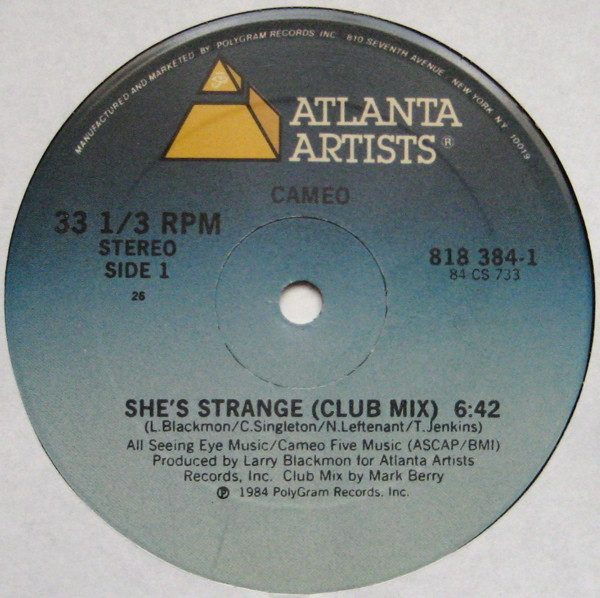 MANUFACTURED AND MARKETED BY POLYGRAM RECORDS INC. 810 SEVENTH AVENUE, NEW YORK, N.Y. 10019
ATLANTA
ARTISTS®
CAMEO
33 1/3 RPM
STEREO
SIDE 1
26
818 384-1
84 CS 733
SHE'S STRANGE (CLUB MIX) 6:42
(L.Blackmon/C.Singleton/N.Leftenant/T.Jenkins)
All Seeing Eye Music/Cameo Five Music (ASCAP/BMI)
Produced by Larry Blackmon for Atlanta Artists
Records, Inc. Club Mix by Mark Berry
℗ 1984 PolyGram Records, Inc.